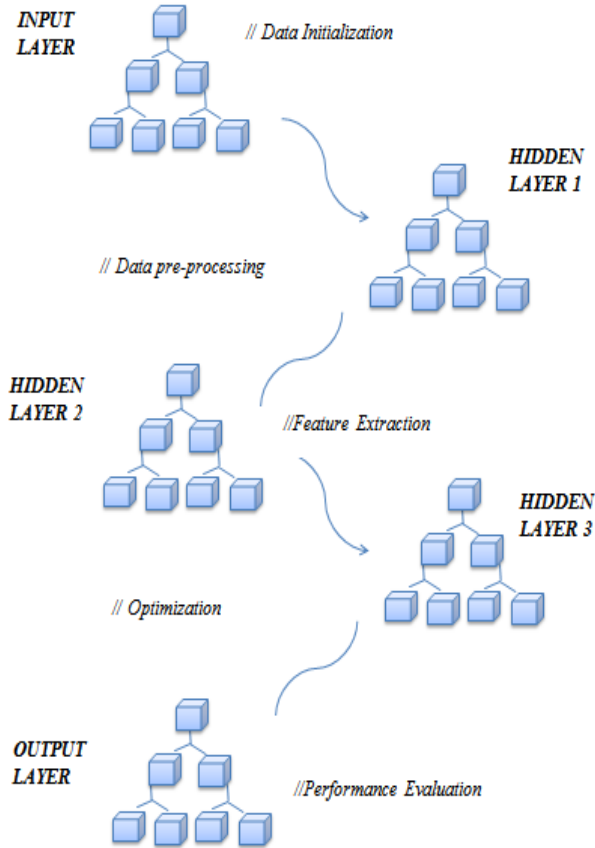 INPUT
LAYER
// Data Initialization
HIDDEN
LAYER 1
// Data pre-processing
HIDDEN
LAYER 2
//Feature Extraction
HIDDEN
LAYER 3
// Optimization
OUTPUT
LAYER
//Performance Evaluation